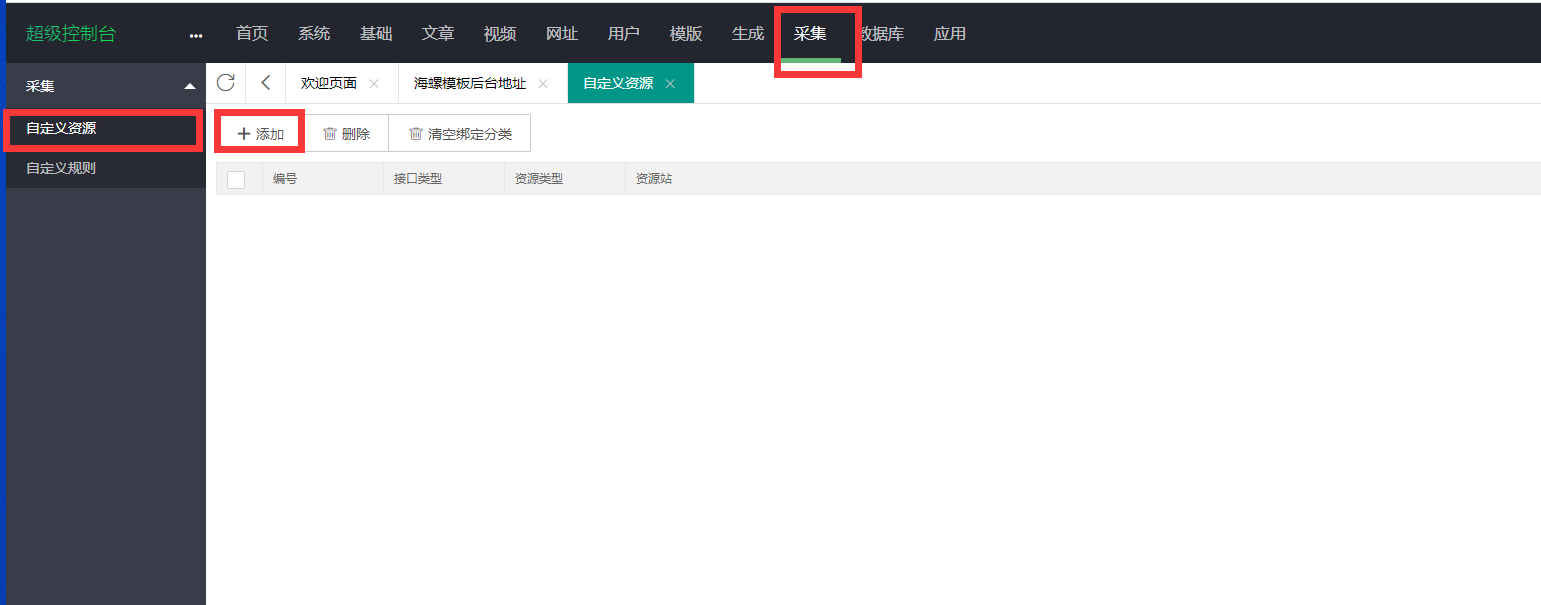 超级控制台 ... 首页 系统 基础 文章 视频 网址 用户 模版 生成 采集 数据库 应用
采集
欢迎页面 海螺模板后台地址 自定义资源
自定义资源
添加 删除 清空绑定分类
自定义规则
编号 接口类型 资源类型 资源站